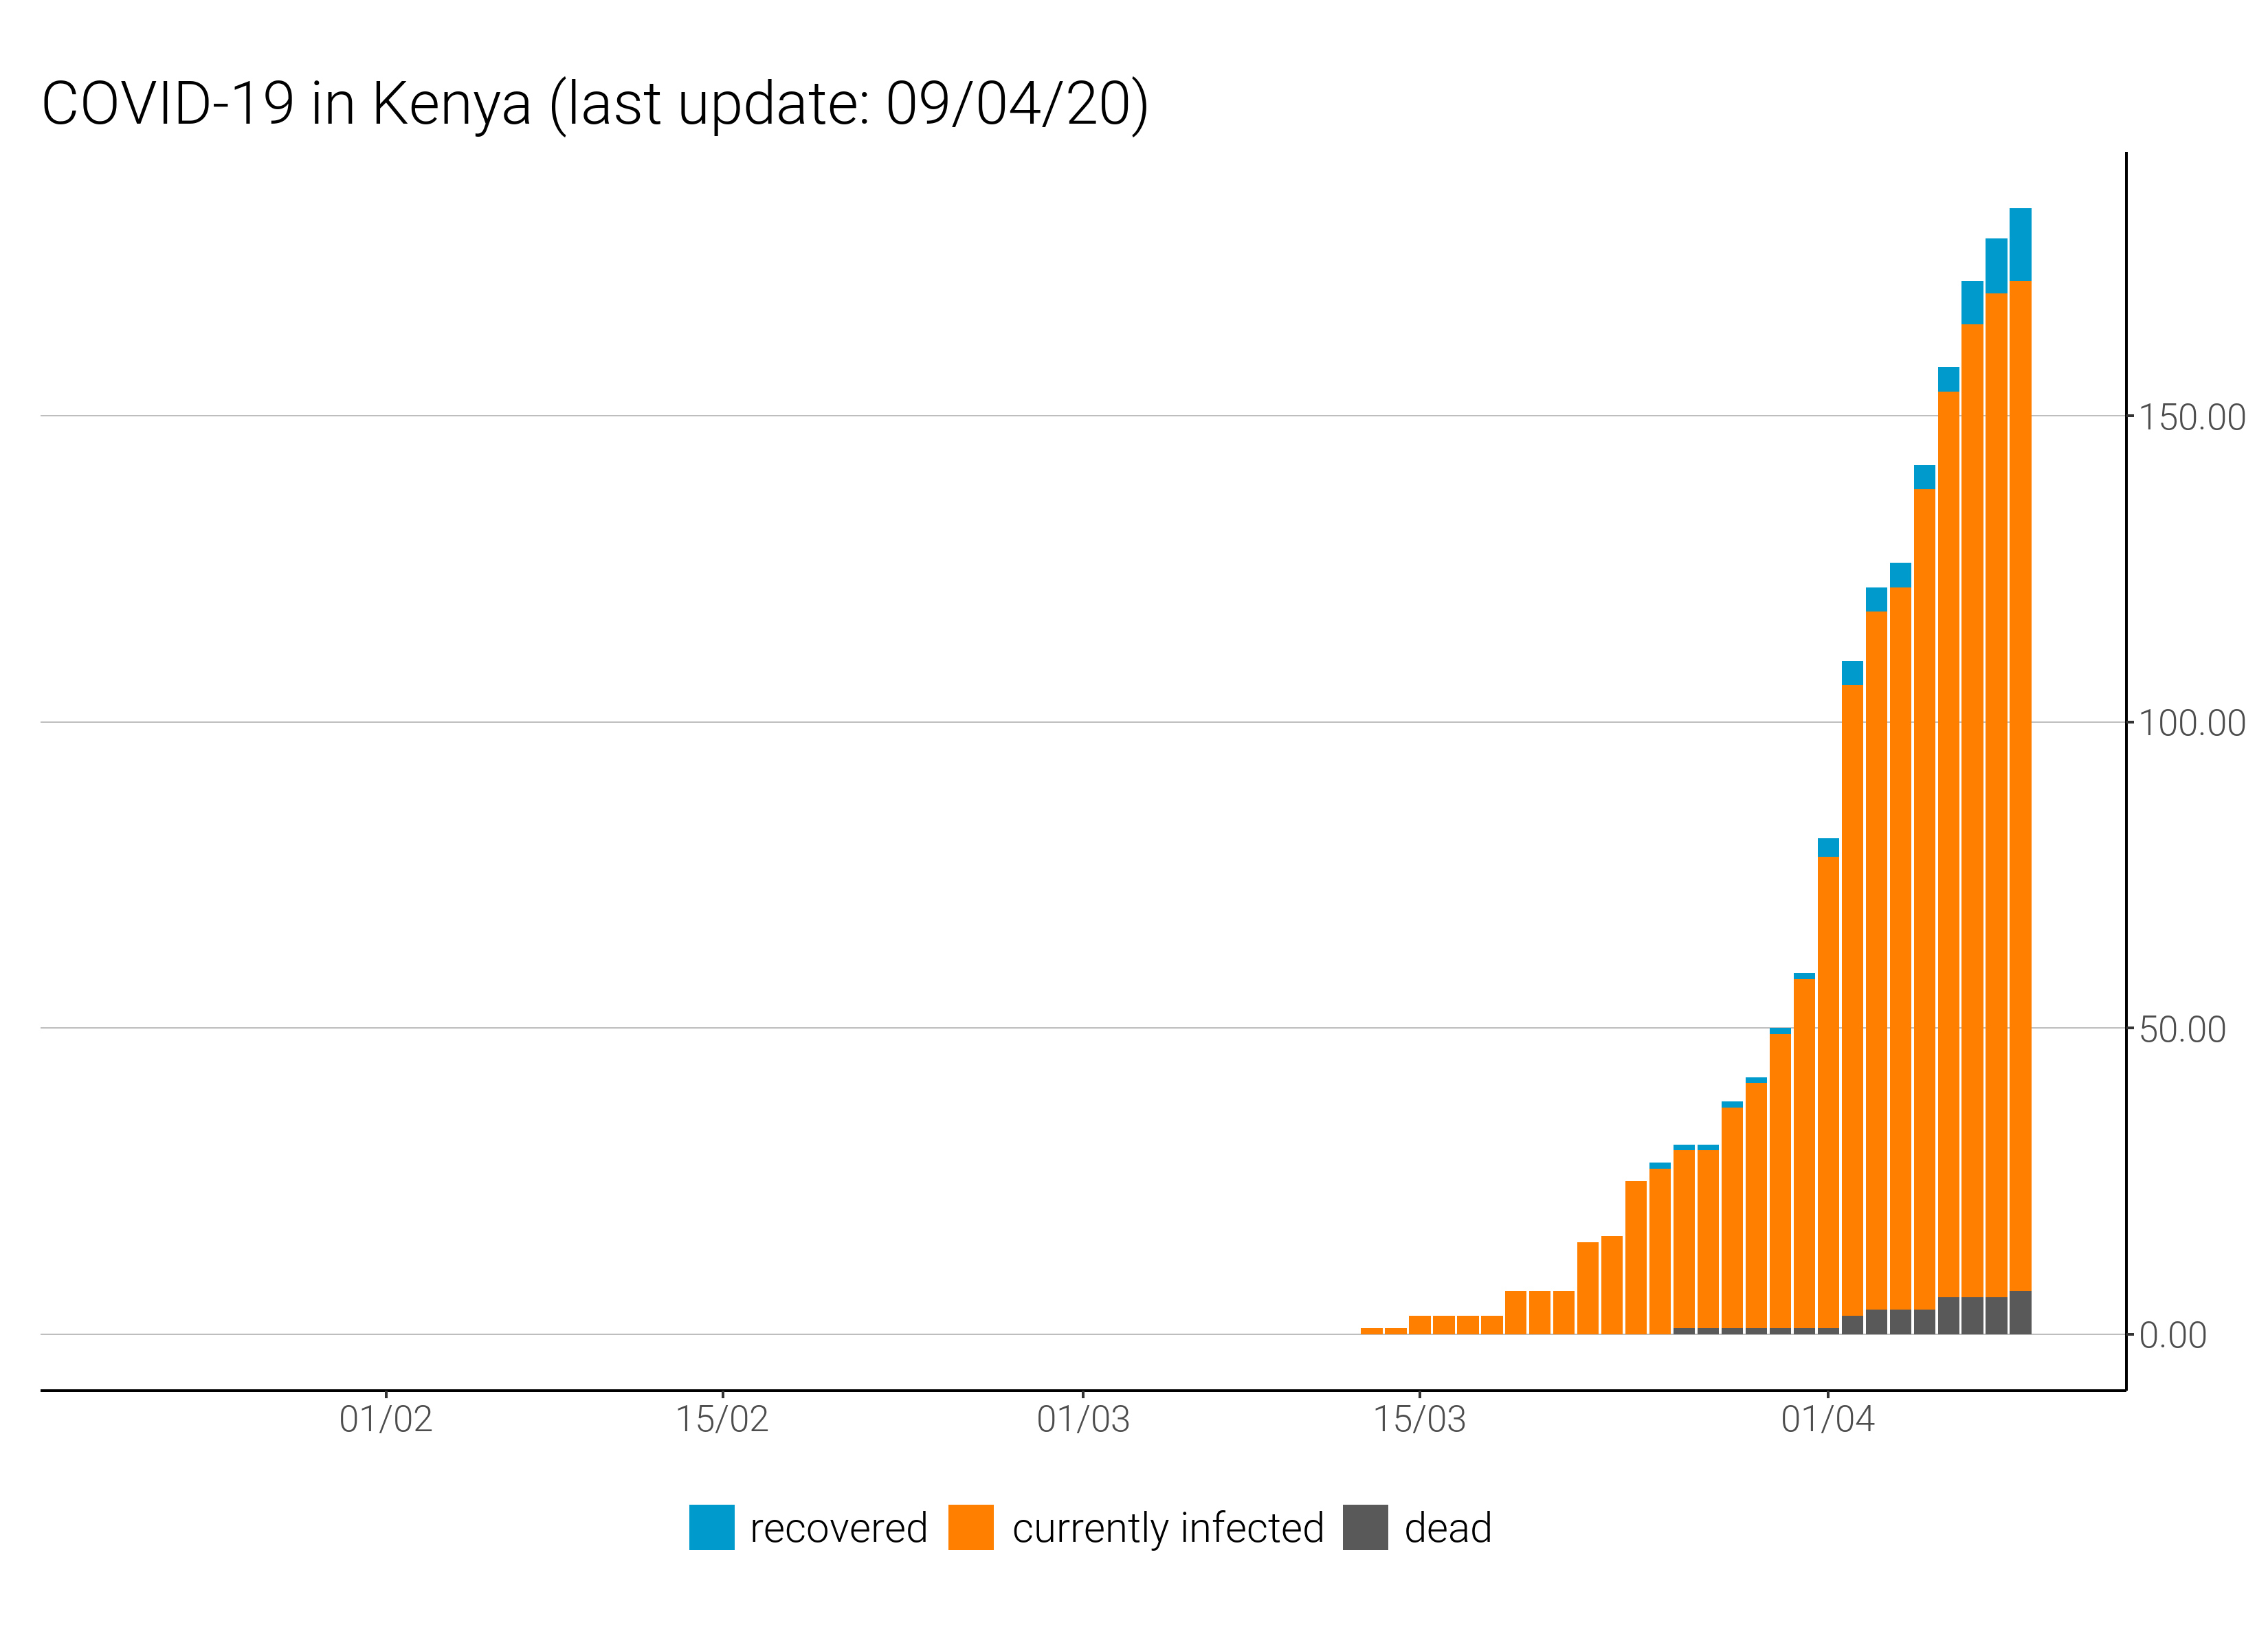 COVID-19 in Kenya (last update: 09/04/20)
150.00
100.00
50.00
0.00
01/02 15/02 01/03 15/03 01/04
recovered currently infected dead